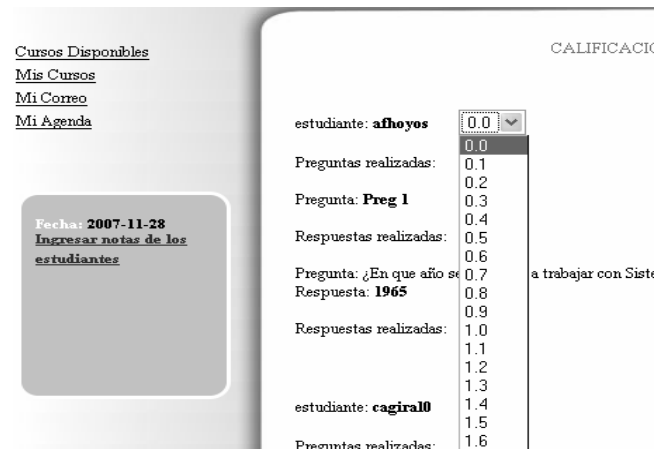 Cursos Disponibles
Mis Cursos
Mi Correo
Mi Agenda
Fecha: 2007-11-28
Ingresar notas de los
estudiantes
CALIFICACIO
estudiante: afhoyos 0.0
Preguntas realizadas:
Pregunta: Preg 1
Respuestas realizadas:
Pregunta: ¿En que año se a trabajar con Siste
Respuesta: 1965
Respuestas realizadas:
estudiante: cagiral0
Preguntas realizadas:
0.0
0.1
0.2
0.3
0.4
0.5
0.6
0.7
0.8
0.9
1.0
1.1
1.2
1.3
1.4
1.5
1.6